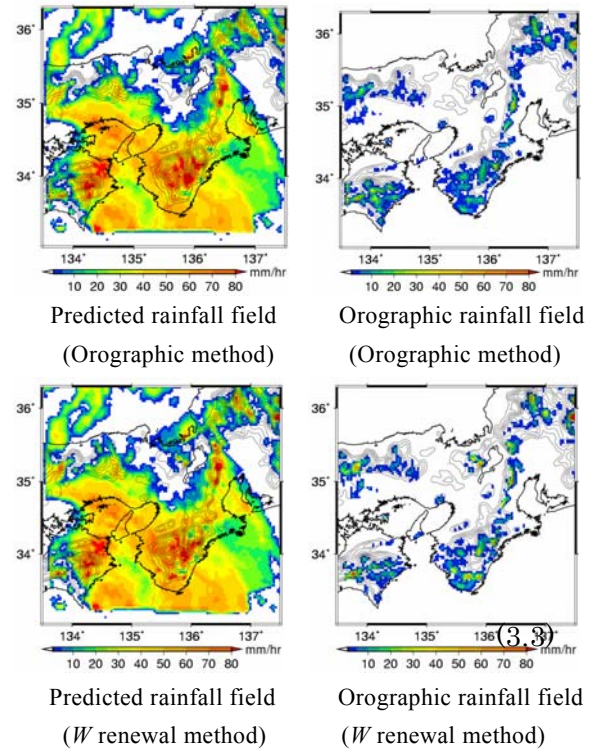 36˚ 36˚
35˚ 35˚
34˚ 34˚
134˚ 135˚ 136˚ 137˚ 134˚ 135˚ 136˚ 137˚
mm/hr mm/hr
10 20 30 40 50 60 70 80 10 20 30 40 50 60 70 80
Predicted rainfall field Orographic rainfall field
(Orographic method) (Orographic method)
36˚ 36˚
35˚ 35˚
34˚ 34˚
(3.3)
134˚ 135˚ 136˚ 137˚ 134˚ 135˚ 136˚ 137˚
mm/hr mm/hr
10 20 30 40 50 60 70 80 10 20 30 40 50 60 70 80
Predicted rainfall field Orographic rainfall field
(W renewal method) (W renewal method)